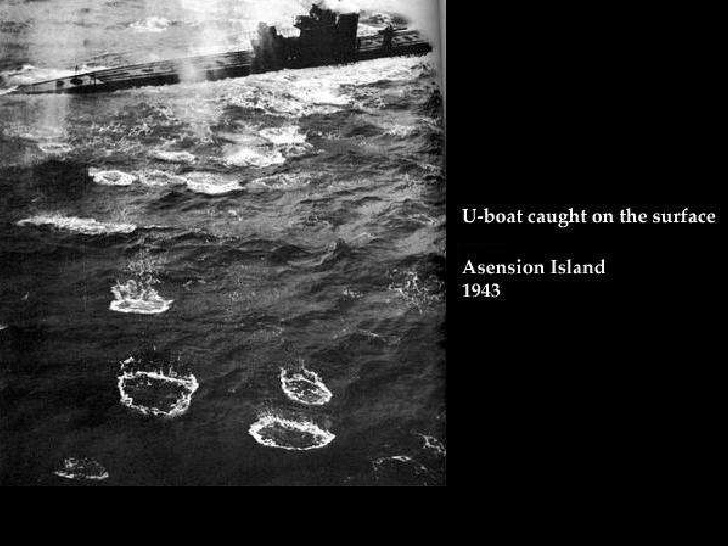 U-boat caught on the surface
Asension Island
1943